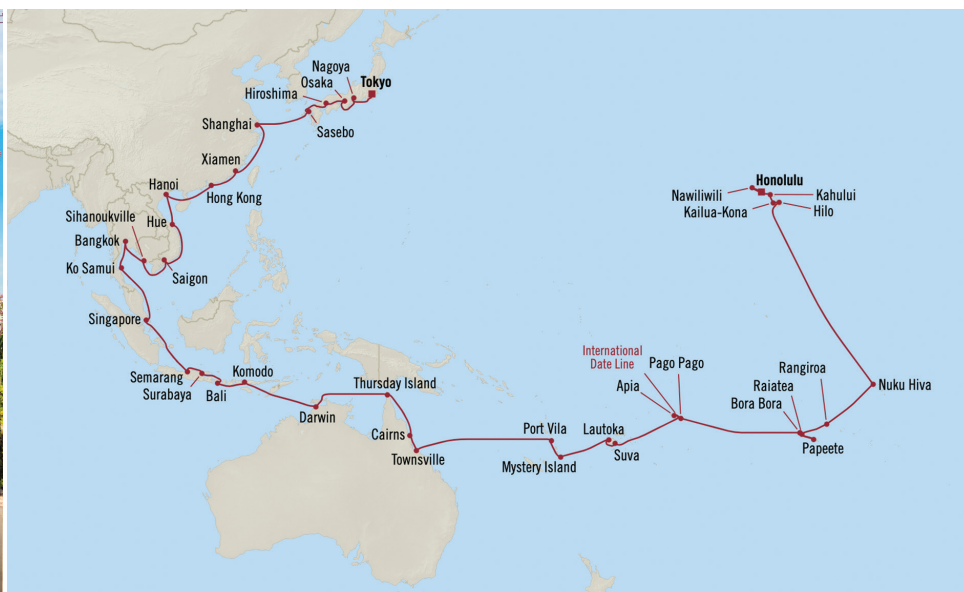 Nagoya
Osaka
Tokyo
Hiroshima
Shanghai
Sasebo
Xiamen
Hanoi
Hong Kong
Sihanoukville
Hue
Bangkok
Ko Samui
Saigon
Singapore
Semarang
Surabaya
Bali
Komodo
Darwin
Thursday Island
Cairns
Townsville
Port Vila
Mystery Island
Lautoka
Suva
International
Date Line
Pago Pago
Apia
Rangiroa
Raiatea
Bora Bora
Papeete
Nuku Hiva
Honolulu
Nawiliwili
Kahului
Kailua-Kona
Hilo